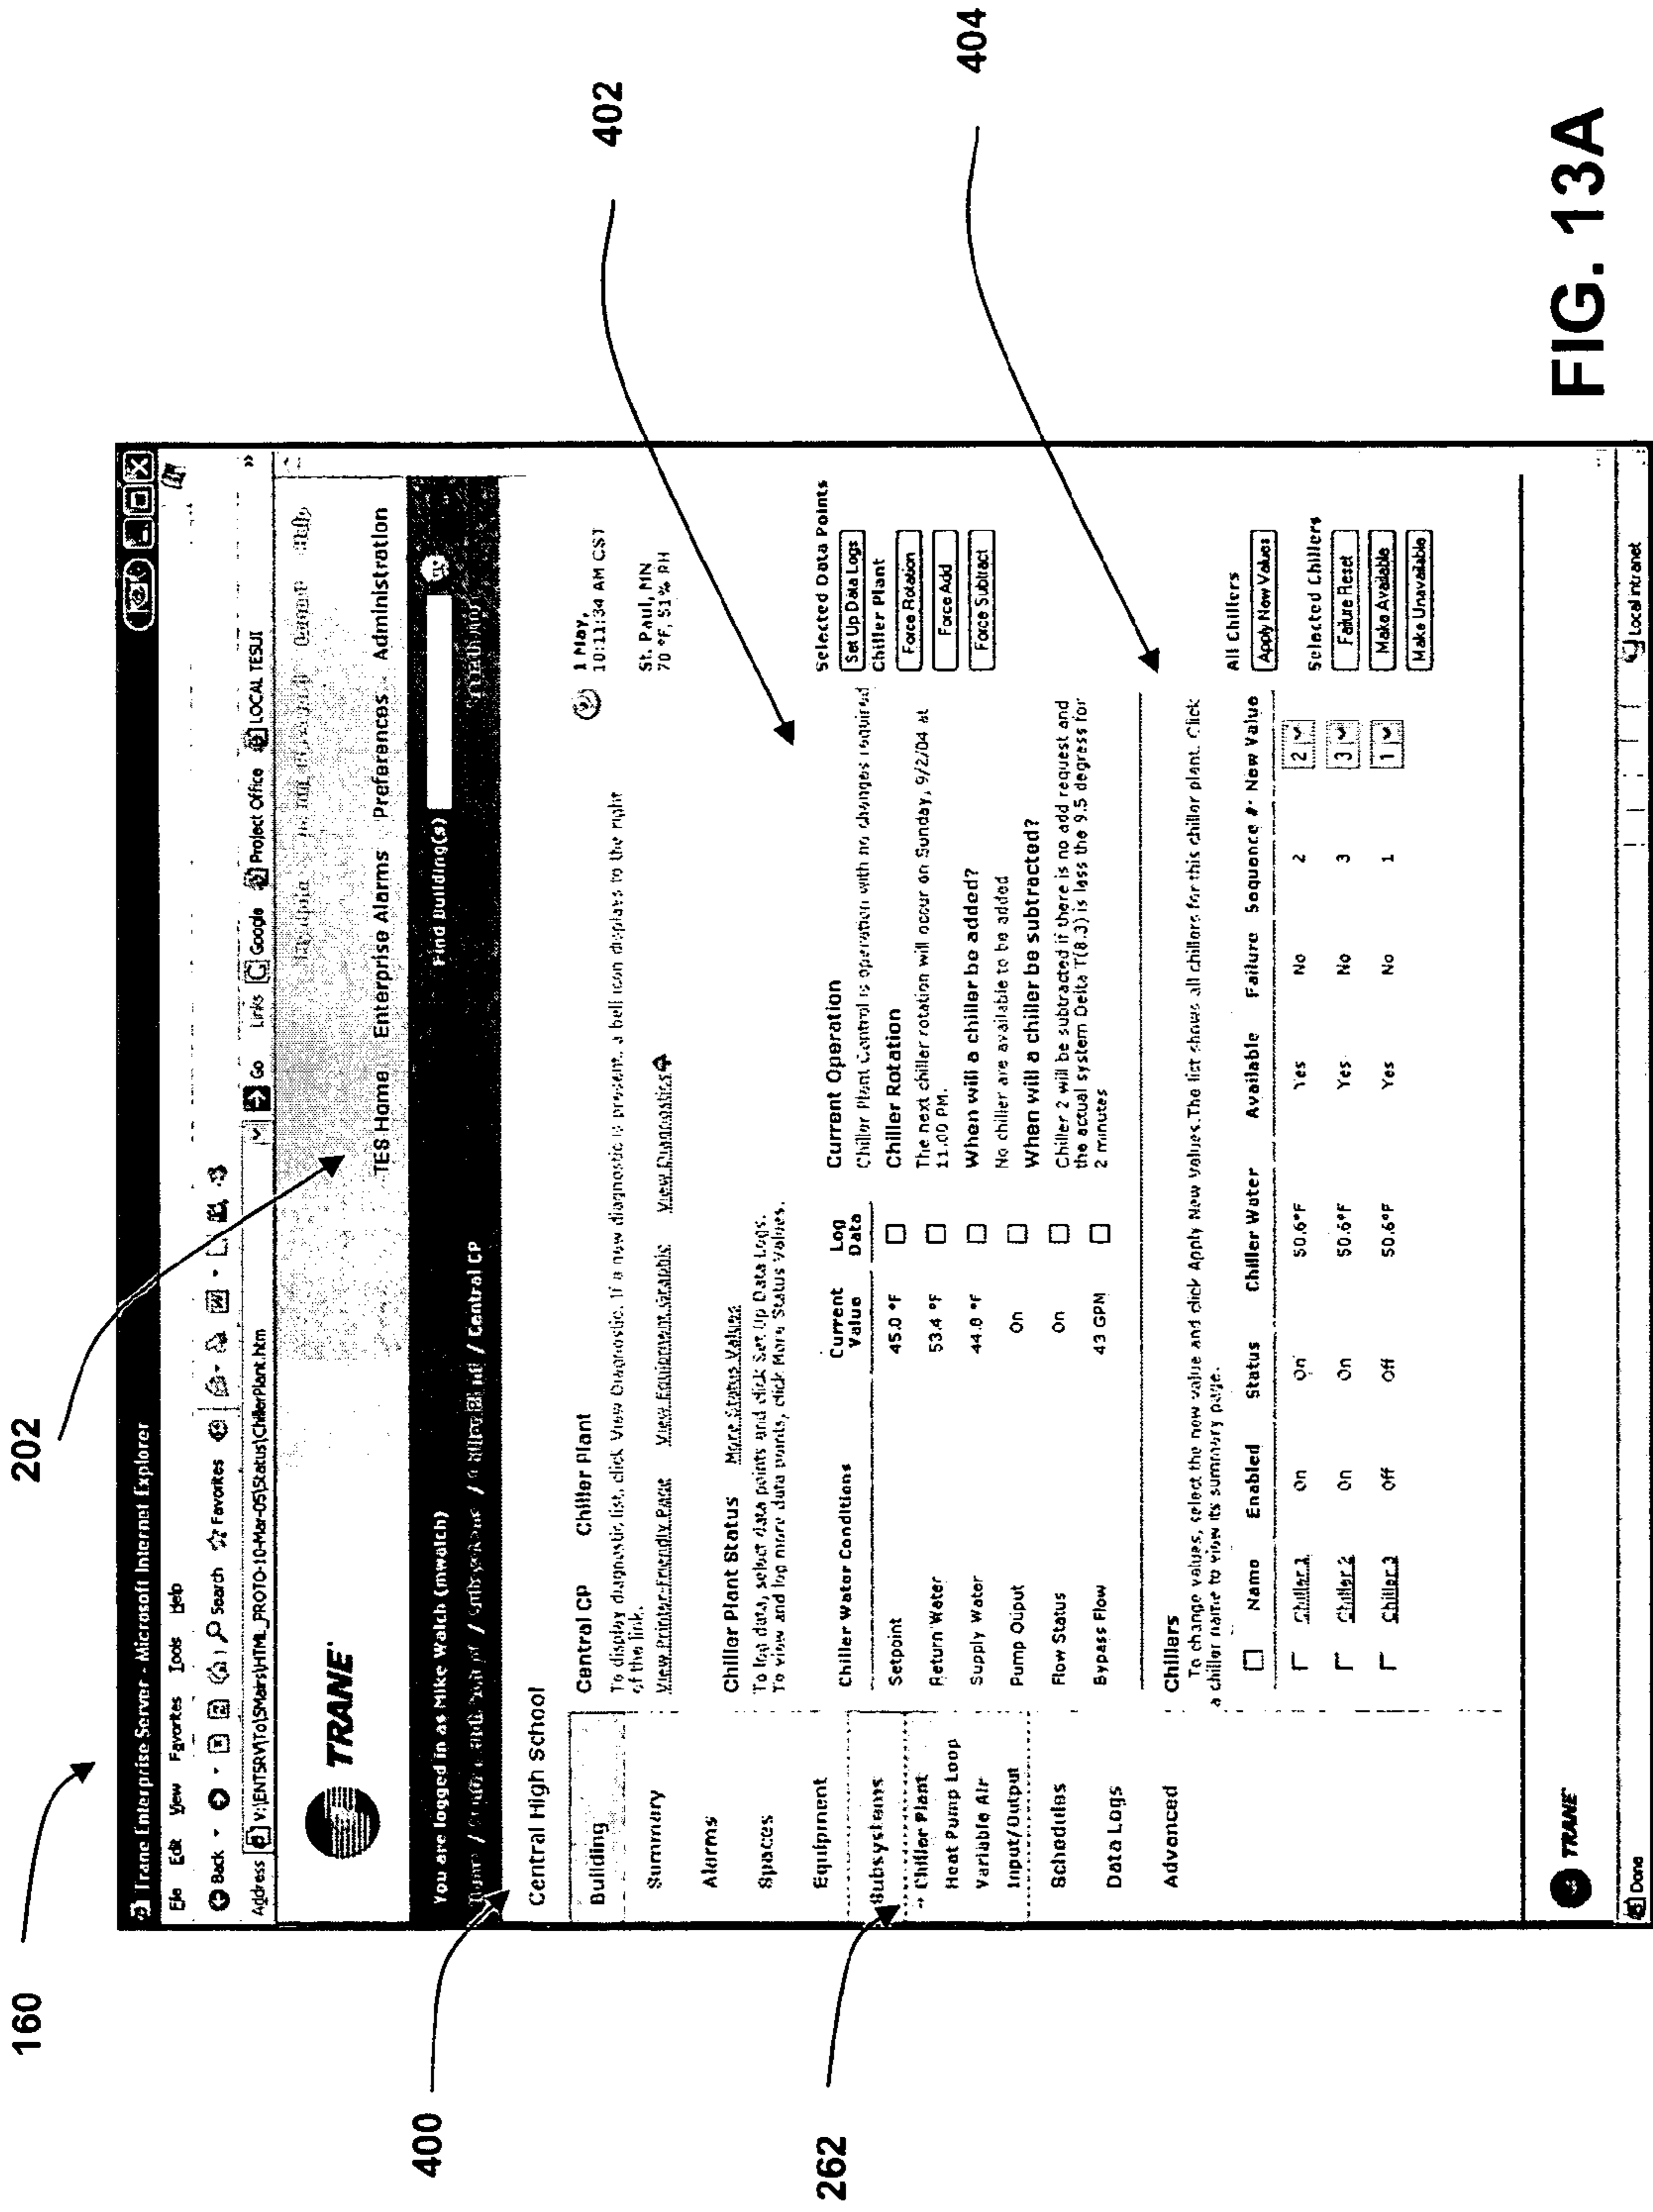 160
202
400
262
402
404
Trane Enterprise Server - Microsoft Internet Explorer
File Edit View Favorites Tools Help
Back Search Favorites
Address V:\ENTSRV\To\SMairs\HTML_PROTO-10-Mar-05\Status\ChillerPlant.htm Go Links Google Project Office LOCAL TESUI
TRANE
TES Home Enterprise Alarms Preferences Administration
You are logged in as Mike Walch (mwalch) Find Building(s)
/ Central CP
Central High School
Building
Summary
Alarms
Spaces
Equipment
Subsystems
Chiller Plant
Heat Pump Loop
Variable Air
Input/Output
Schedules
Data Logs
Advanced
Central CP Chiller Plant
1 May,
10:11:34 AM CST
St. Paul, MN
70 °F, 51% RH
To display diagnostic list, click View Diagnostic. If a new diagnostic is present, a bell icon displays to the right
of the link.
View Printer-Friendly Page View Equipment Graphic View Diagnostics
Chiller Plant Status More Status Values
To log data, select data points and click Set Up Data Logs.
To view and log more data points, click More Status Values.
Chiller Water Conditions Current Value Log Data
Setpoint 45.0 °F
Return Water 53.4 °F
Supply Water 44.8 °F
Pump Ouput On
Flow Status On
Bypass Flow 43 GPM
Current Operation
Chiller Plant Control is operation with no changes required
Chiller Rotation
The next chiller rotation will occur on Sunday, 9/2/04 at
11.00 PM.
When will a chiller be added?
No chiller are available to be added
When will a chiller be subtracted?
Chiller 2 will be subtracted if there is no add request and
the actual system Delta T(8.3) is less the 9.5 degress for
2 minutes
Selected Data Points
Set Up Data Logs
Chiller Plant
Force Rotation
Force Add
Force Subtract
Chillers
To change values, select the new value and click Apply New Values.The list shows all chillers for this chiller plant. Click
a chiller name to view its summary page.
Name Enabled Status Chiller Water Available Failure Sequence #· New Value
Chiller 1 On On 50.6°F Yes No 2 2
Chiller 2 On On 50.6°F Yes No 3 3
Chiller 3 Off Off 50.6°F Yes No 1 1
All Chillers
Apply New Values
Selected Chillers
Failure Reset
Make Available
Make Unavailable
TRANE
Done Local intranet
FIG. 13A